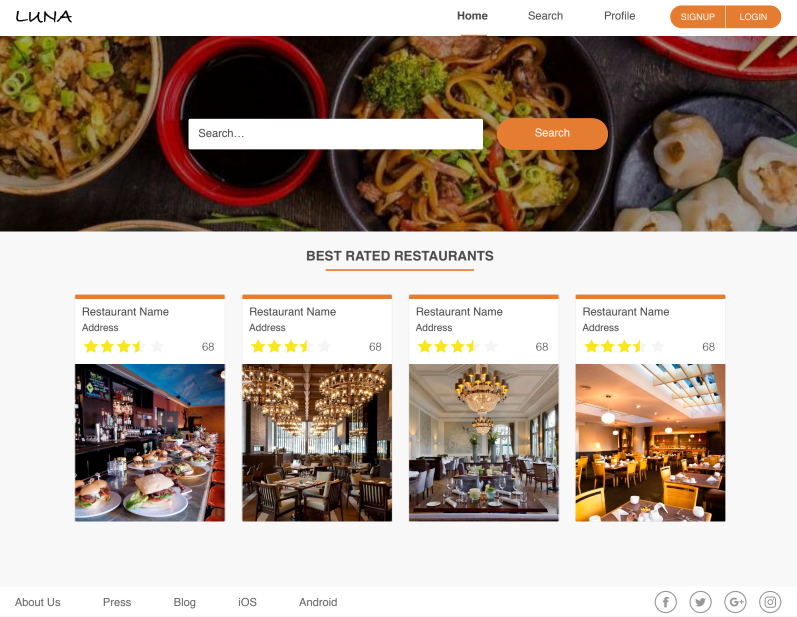 LUNA
Home Search Profile SIGNUP LOGIN
Search...
Search
BEST RATED RESTAURANTS
Restaurant Name
Address
68
Restaurant Name
Address
68
Restaurant Name
Address
68
Restaurant Name
Address
68
About Us Press Blog iOS Android